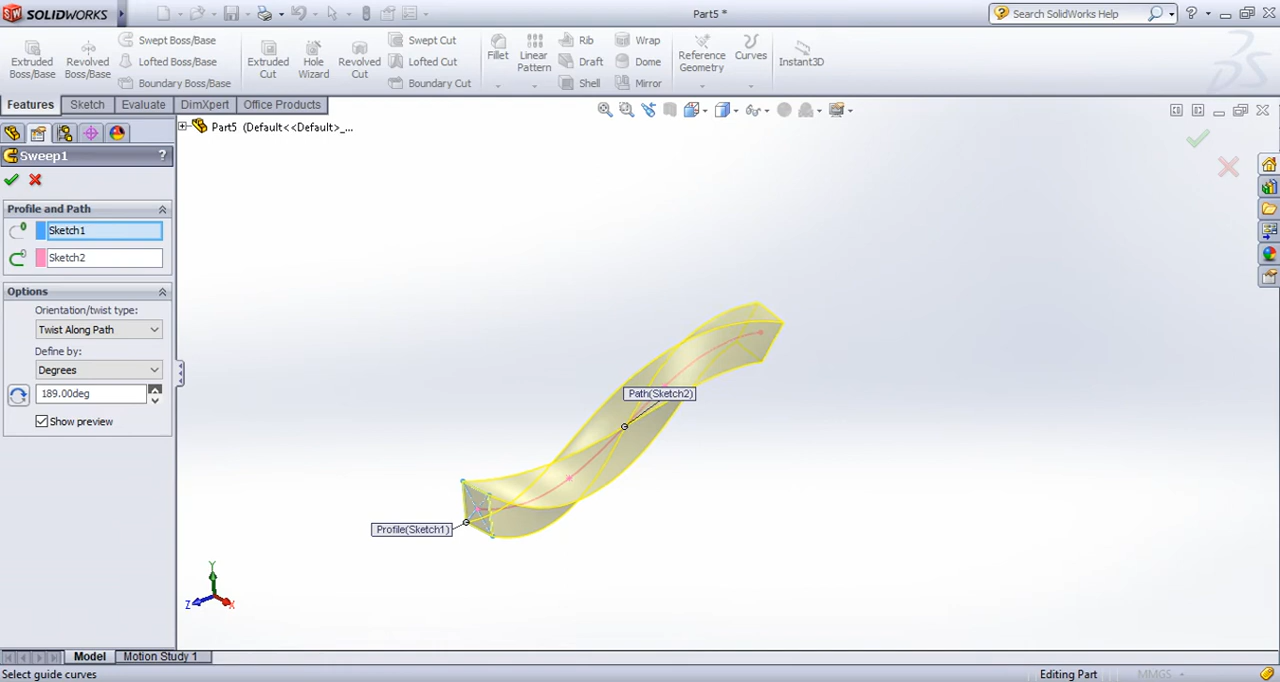 SOLIDWORKS
Part5 *
Search SolidWorks Help
Extruded Boss/Base
Revolved Boss/Base
Swept Boss/Base
Lofted Boss/Base
Boundary Boss/Base
Extruded Cut
Hole Wizard
Revolved Cut
Swept Cut
Lofted Cut
Boundary Cut
Fillet
Linear Pattern
Rib
Draft
Shell
Wrap
Dome
Mirror
Reference Geometry
Curves
Instant3D
Features
Sketch
Evaluate
DimXpert
Office Products
Part5 (Default<<Default>_...
Sweep1
?
Profile and Path
Sketch1
Sketch2
Options
Orientation/twist type:
Twist Along Path
Define by:
Degrees
189.00deg
Show preview
Path(Sketch2)
Profile(Sketch1)
Y
Z
X
Model
Motion Study 1
Select guide curves
Editing Part
MMGS